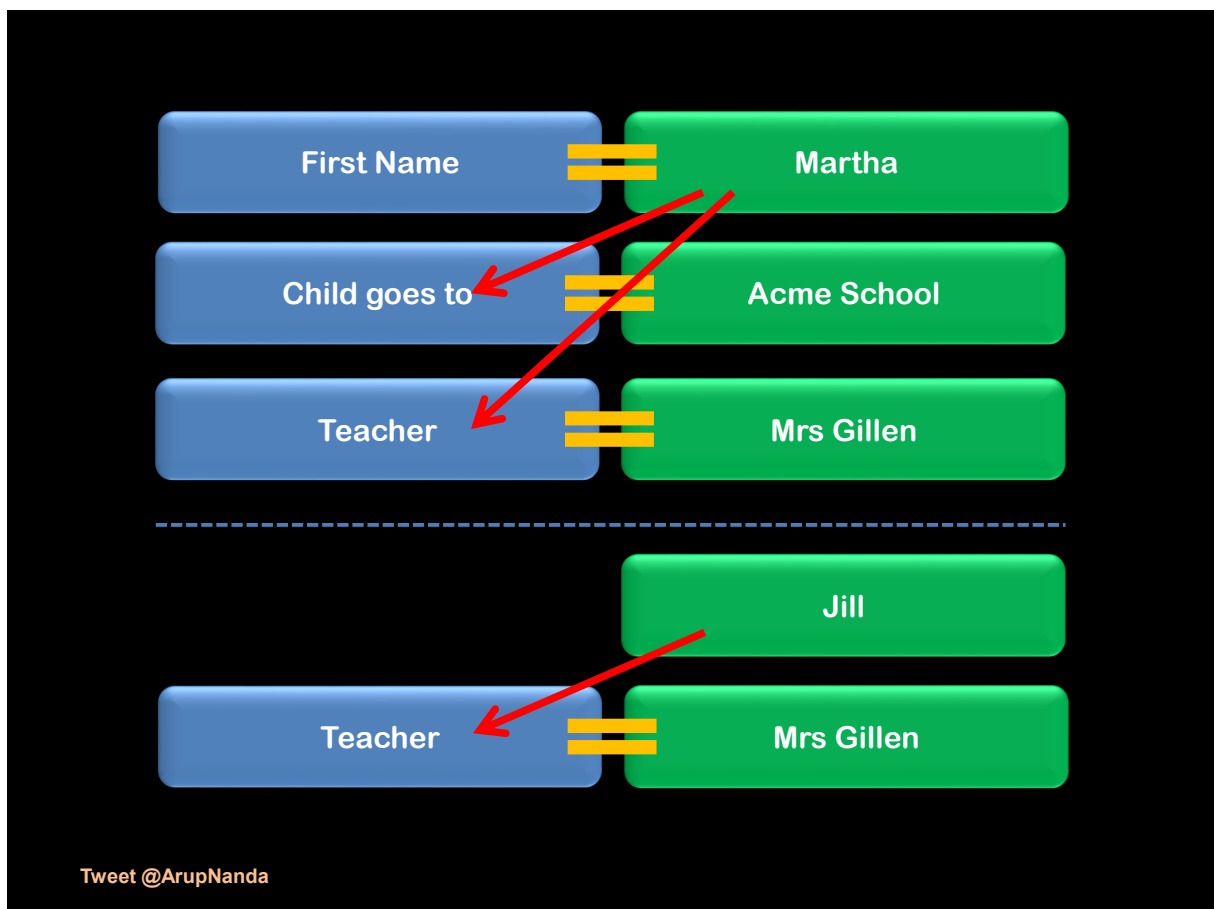 First Name
Martha
Child goes to
Acme School
Teacher
Mrs Gillen
Jill
Teacher
Mrs Gillen
Tweet @ArupNanda